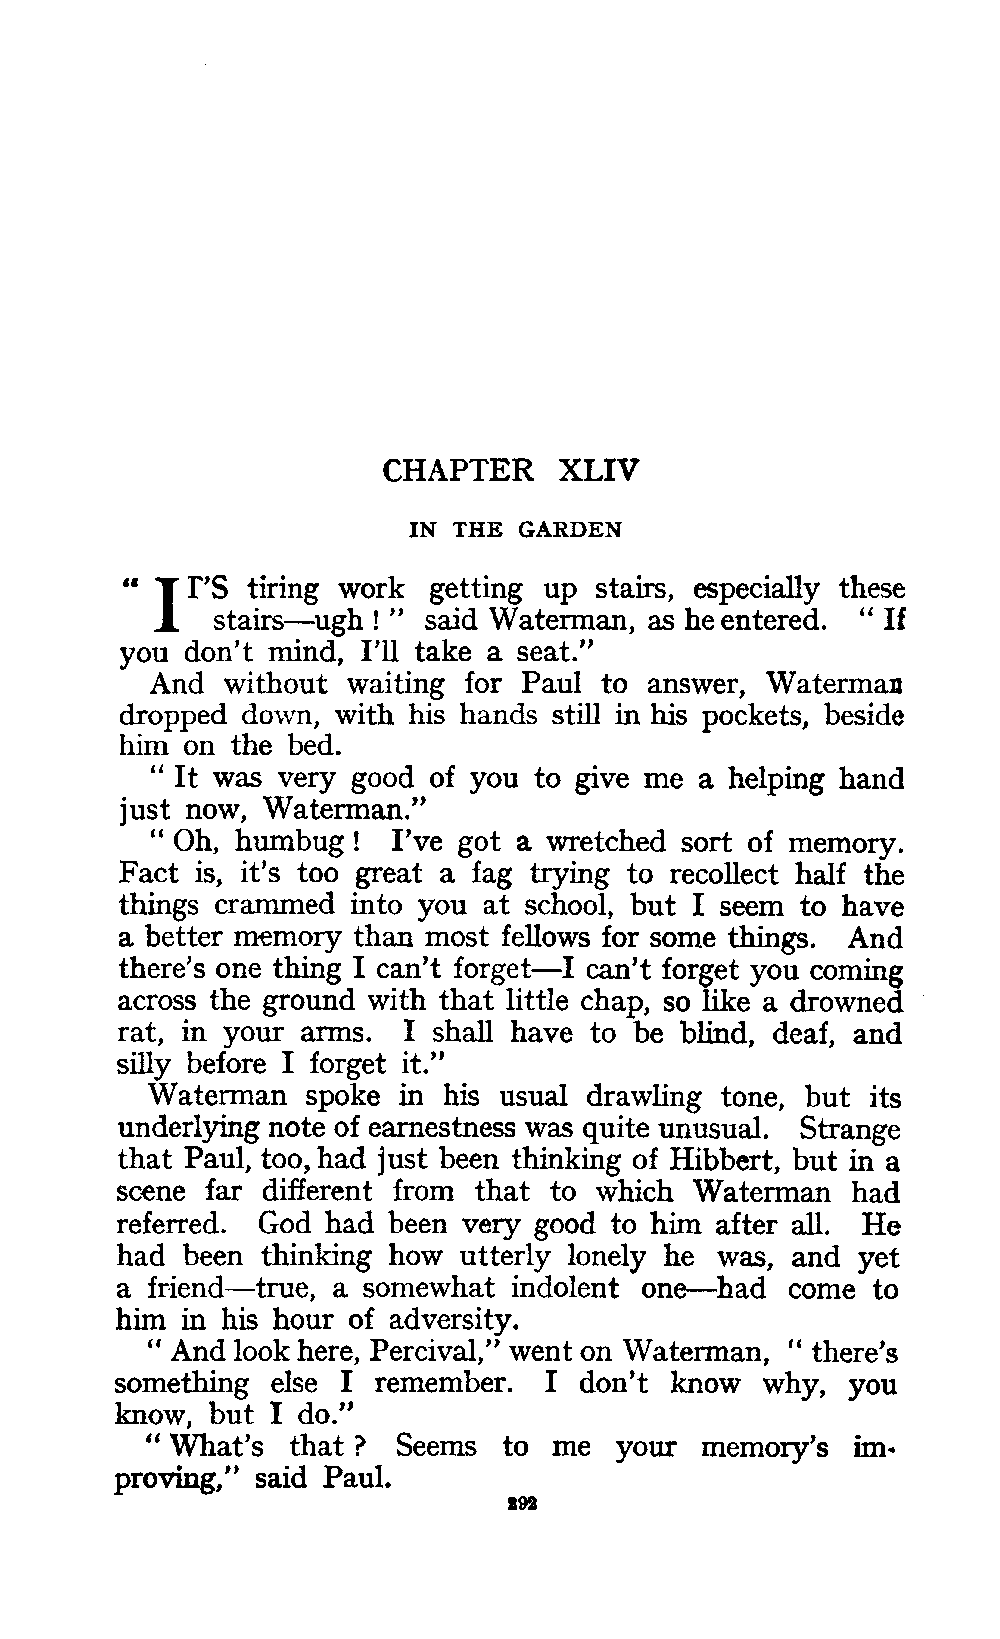 CHAPTER XLIV
IN THE GARDEN
“ IT’S tiring work getting up stairs, especially these
stairs—ugh ! ” said Waterman, as he entered. “ If
you don’t mind, I’ll take a seat.”
And without waiting for Paul to answer, Waterman
dropped down, with his hands still in his pockets, beside
him on the bed.
“ It was very good of you to give me a helping hand
just now, Waterman.”
“ Oh, humbug ! I’ve got a wretched sort of memory.
Fact is, it’s too great a fag trying to recollect half the
things crammed into you at school, but I seem to have
a better memory than most fellows for some things. And
there’s one thing I can’t forget—I can’t forget you coming
across the ground with that little chap, so like a drowned
rat, in your arms. I shall have to be blind, deaf, and
silly before I forget it.”
Waterman spoke in his usual drawling tone, but its
underlying note of earnestness was quite unusual. Strange
that Paul, too, had just been thinking of Hibbert, but in a
scene far different from that to which Waterman had
referred. God had been very good to him after all. He
had been thinking how utterly lonely he was, and yet
a friend—true, a somewhat indolent one—had come to
him in his hour of adversity.
“ And look here, Percival,” went on Waterman, “ there’s
something else I remember. I don’t know why, you
know, but I do.”
“ What’s that ? Seems to me your memory’s im-
proving,” said Paul.
292